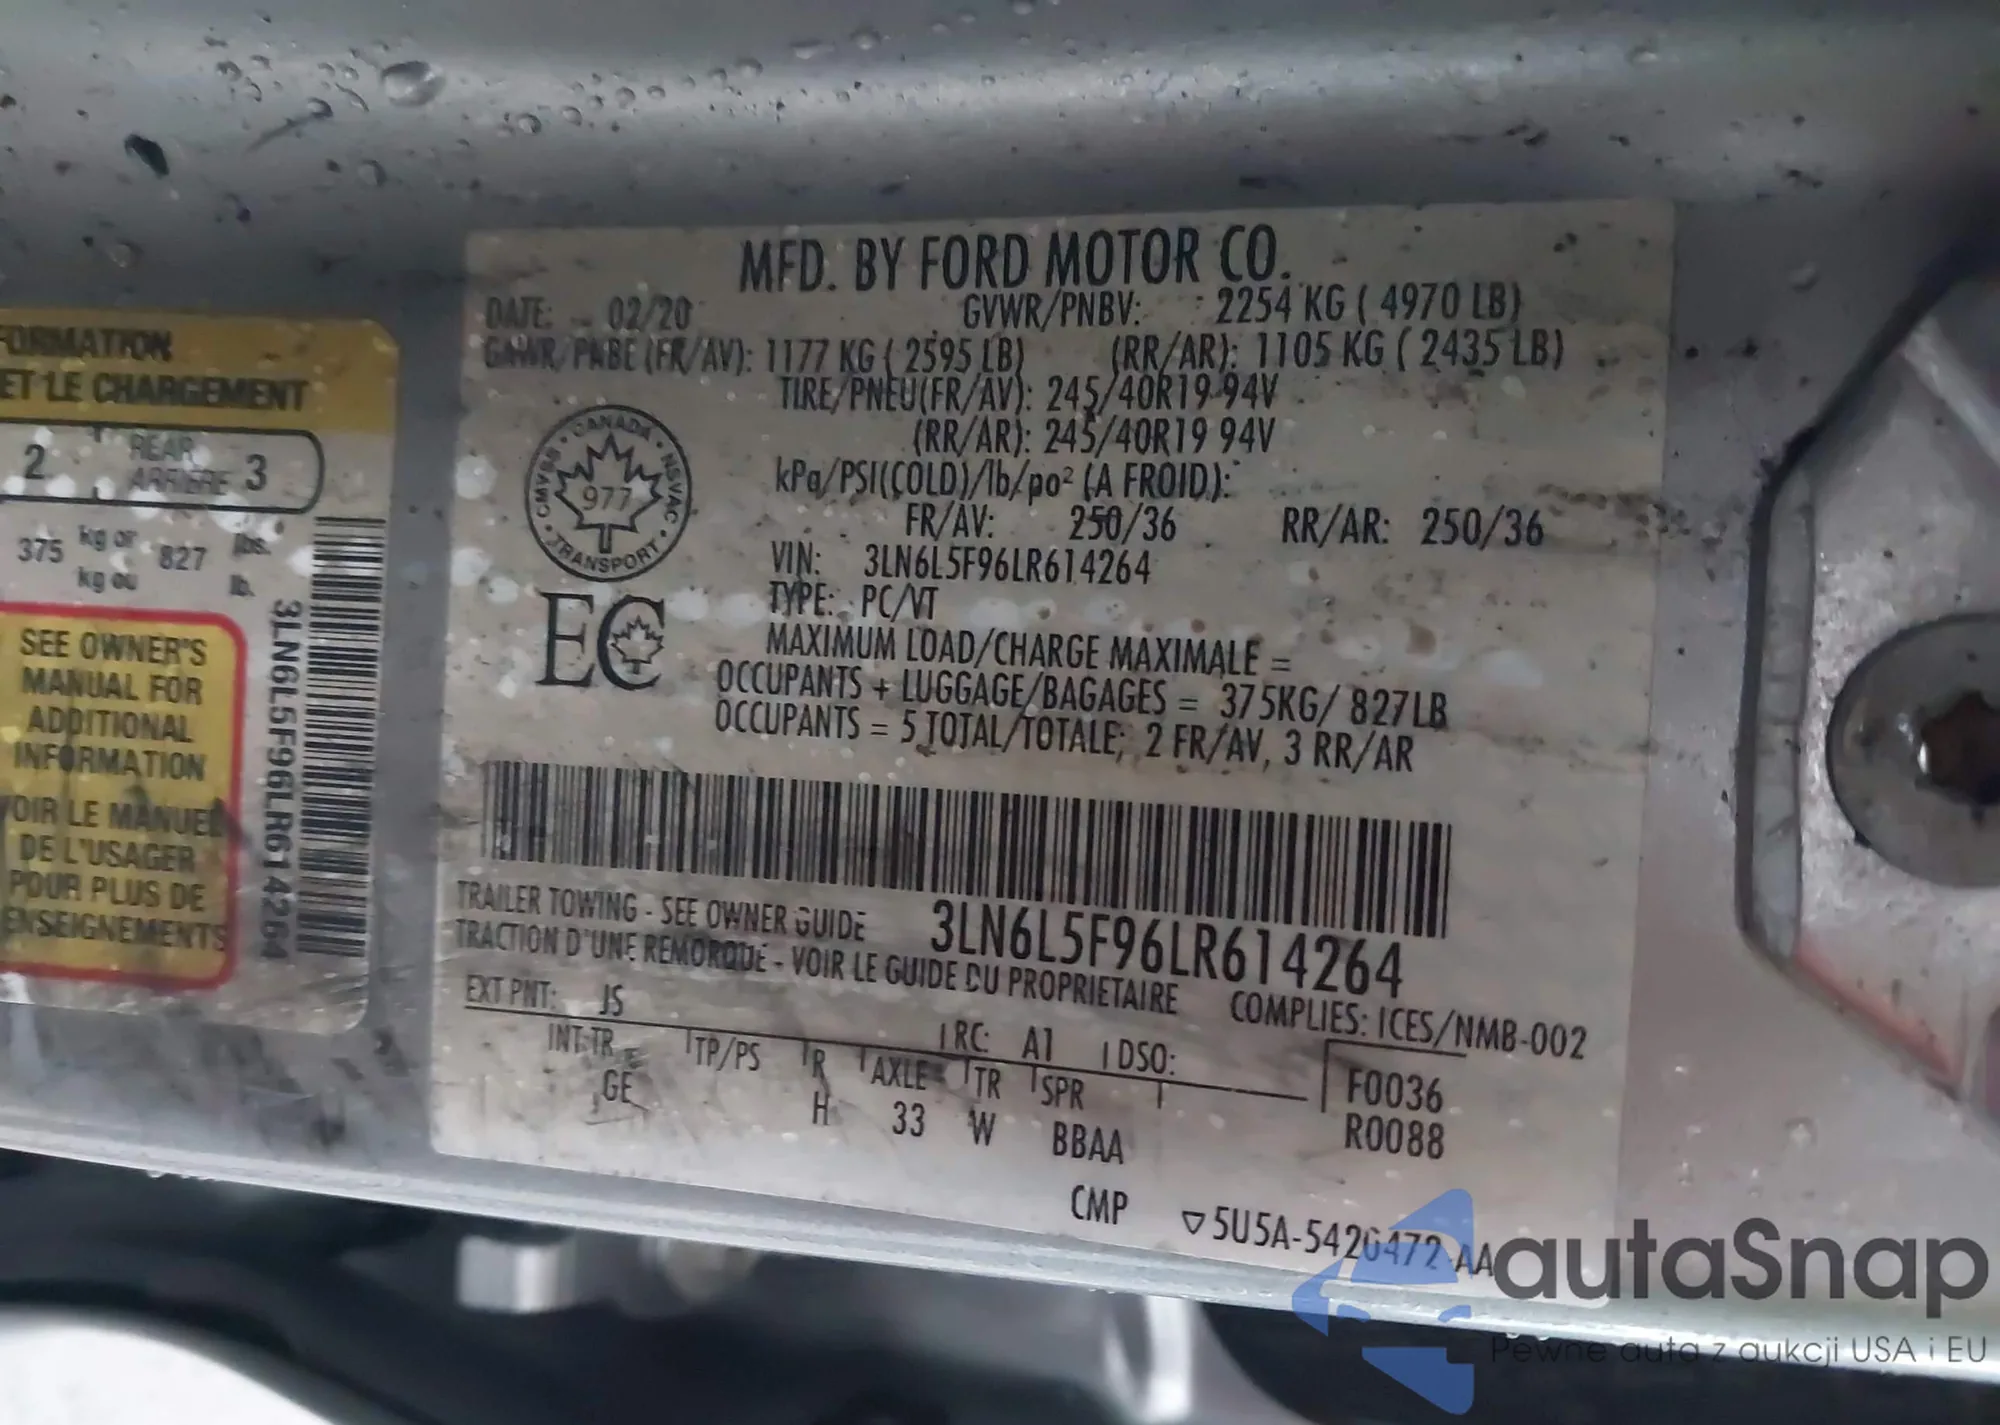 FORMATION
ET LE CHARGEMENT
2 REAR ARRIÈRE 3
375 kg or 827 lbs.
kg ou lb.
SEE OWNER'S
MANUAL FOR
ADDITIONAL
INFORMATION
VOIR LE MANUEL
DE L'USAGER
POUR PLUS DE
ENSEIGNEMENTS
3LN6L5F96LR614264
MFD. BY FORD MOTOR CO.
DATE: 02/20 GVWR/PNBV: 2254 KG ( 4970 LB)
GAWR/PNBE (FR/AV): 1177 KG ( 2595 LB) (RR/AR): 1105 KG ( 2435 LB)
TIRE/PNEU(FR/AV): 245/40R19 94V
(RR/AR): 245/40R19 94V
kPa/PSI(COLD)/lb/po² (A FROID):
FR/AV: 250/36 RR/AR: 250/36
CANADA · NSVAC · TRANSPORT · CMVSS
977
VIN: 3LN6L5F96LR614264
TYPE: PC/VT
EC
MAXIMUM LOAD/CHARGE MAXIMALE =
OCCUPANTS + LUGGAGE/BAGAGES = 375KG/ 827LB
OCCUPANTS = 5 TOTAL/TOTALE; 2 FR/AV, 3 RR/AR
TRAILER TOWING - SEE OWNER GUIDE 3LN6L5F96LR614264
TRACTION D'UNE REMORQUE - VOIR LE GUIDE DU PROPRIETAIRE COMPLIES: ICES/NMB-002
EXT PNT: JS RC: A1 DSO:
INT TR TP/PS R AXLE TR SPR F0036
GE H 33 W BBAA R0088
CMP ▽5U5A-5420472-AA
autaSnap
Pewne auta z aukcji USA i EU